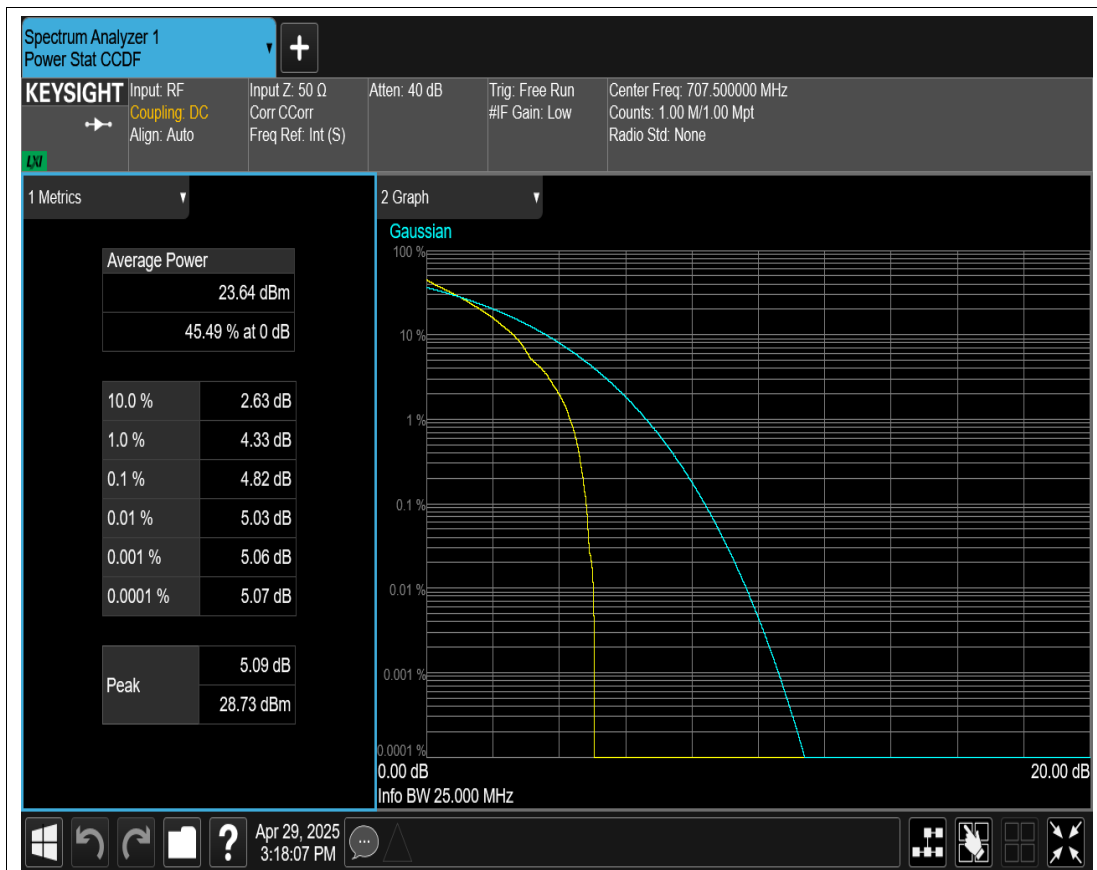 Spectrum Analyzer 1
Power Stat CCDF
+
KEYSIGHT
LXI
Input: RF
Coupling: DC
Align: Auto
Input Z: 50 Ω
Corr CCorr
Freq Ref: Int (S)
Atten: 40 dB
Trig: Free Run
#IF Gain: Low
Center Freq: 707.500000 MHz
Counts: 1.00 M/1.00 Mpt
Radio Std: None
1 Metrics
Average Power
23.64 dBm
45.49 % at 0 dB
10.0 % 2.63 dB
1.0 % 4.33 dB
0.1 % 4.82 dB
0.01 % 5.03 dB
0.001 % 5.06 dB
0.0001 % 5.07 dB
Peak
5.09 dB
28.73 dBm
2 Graph
Gaussian
100 %
10 %
1 %
0.1 %
0.01 %
0.001 %
0.0001 %
0.00 dB 20.00 dB
Info BW 25.000 MHz
?
Apr 29, 2025
3:18:07 PM